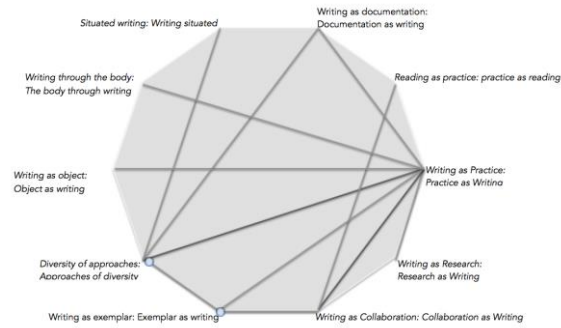 Writing as documentation:
Documentation as writing
Situated writing: Writing situated
Writing through the body:
The body through writing
Reading as practice: practice as reading
Writing as object:
Object as writing
Writing as Practice:
Practice as Writing
Diversity of approaches:
Approaches of diversity
Writing as Research:
Research as Writing
Writing as exemplar: Exemplar as writing
Writing as Collaboration: Collaboration as Writing